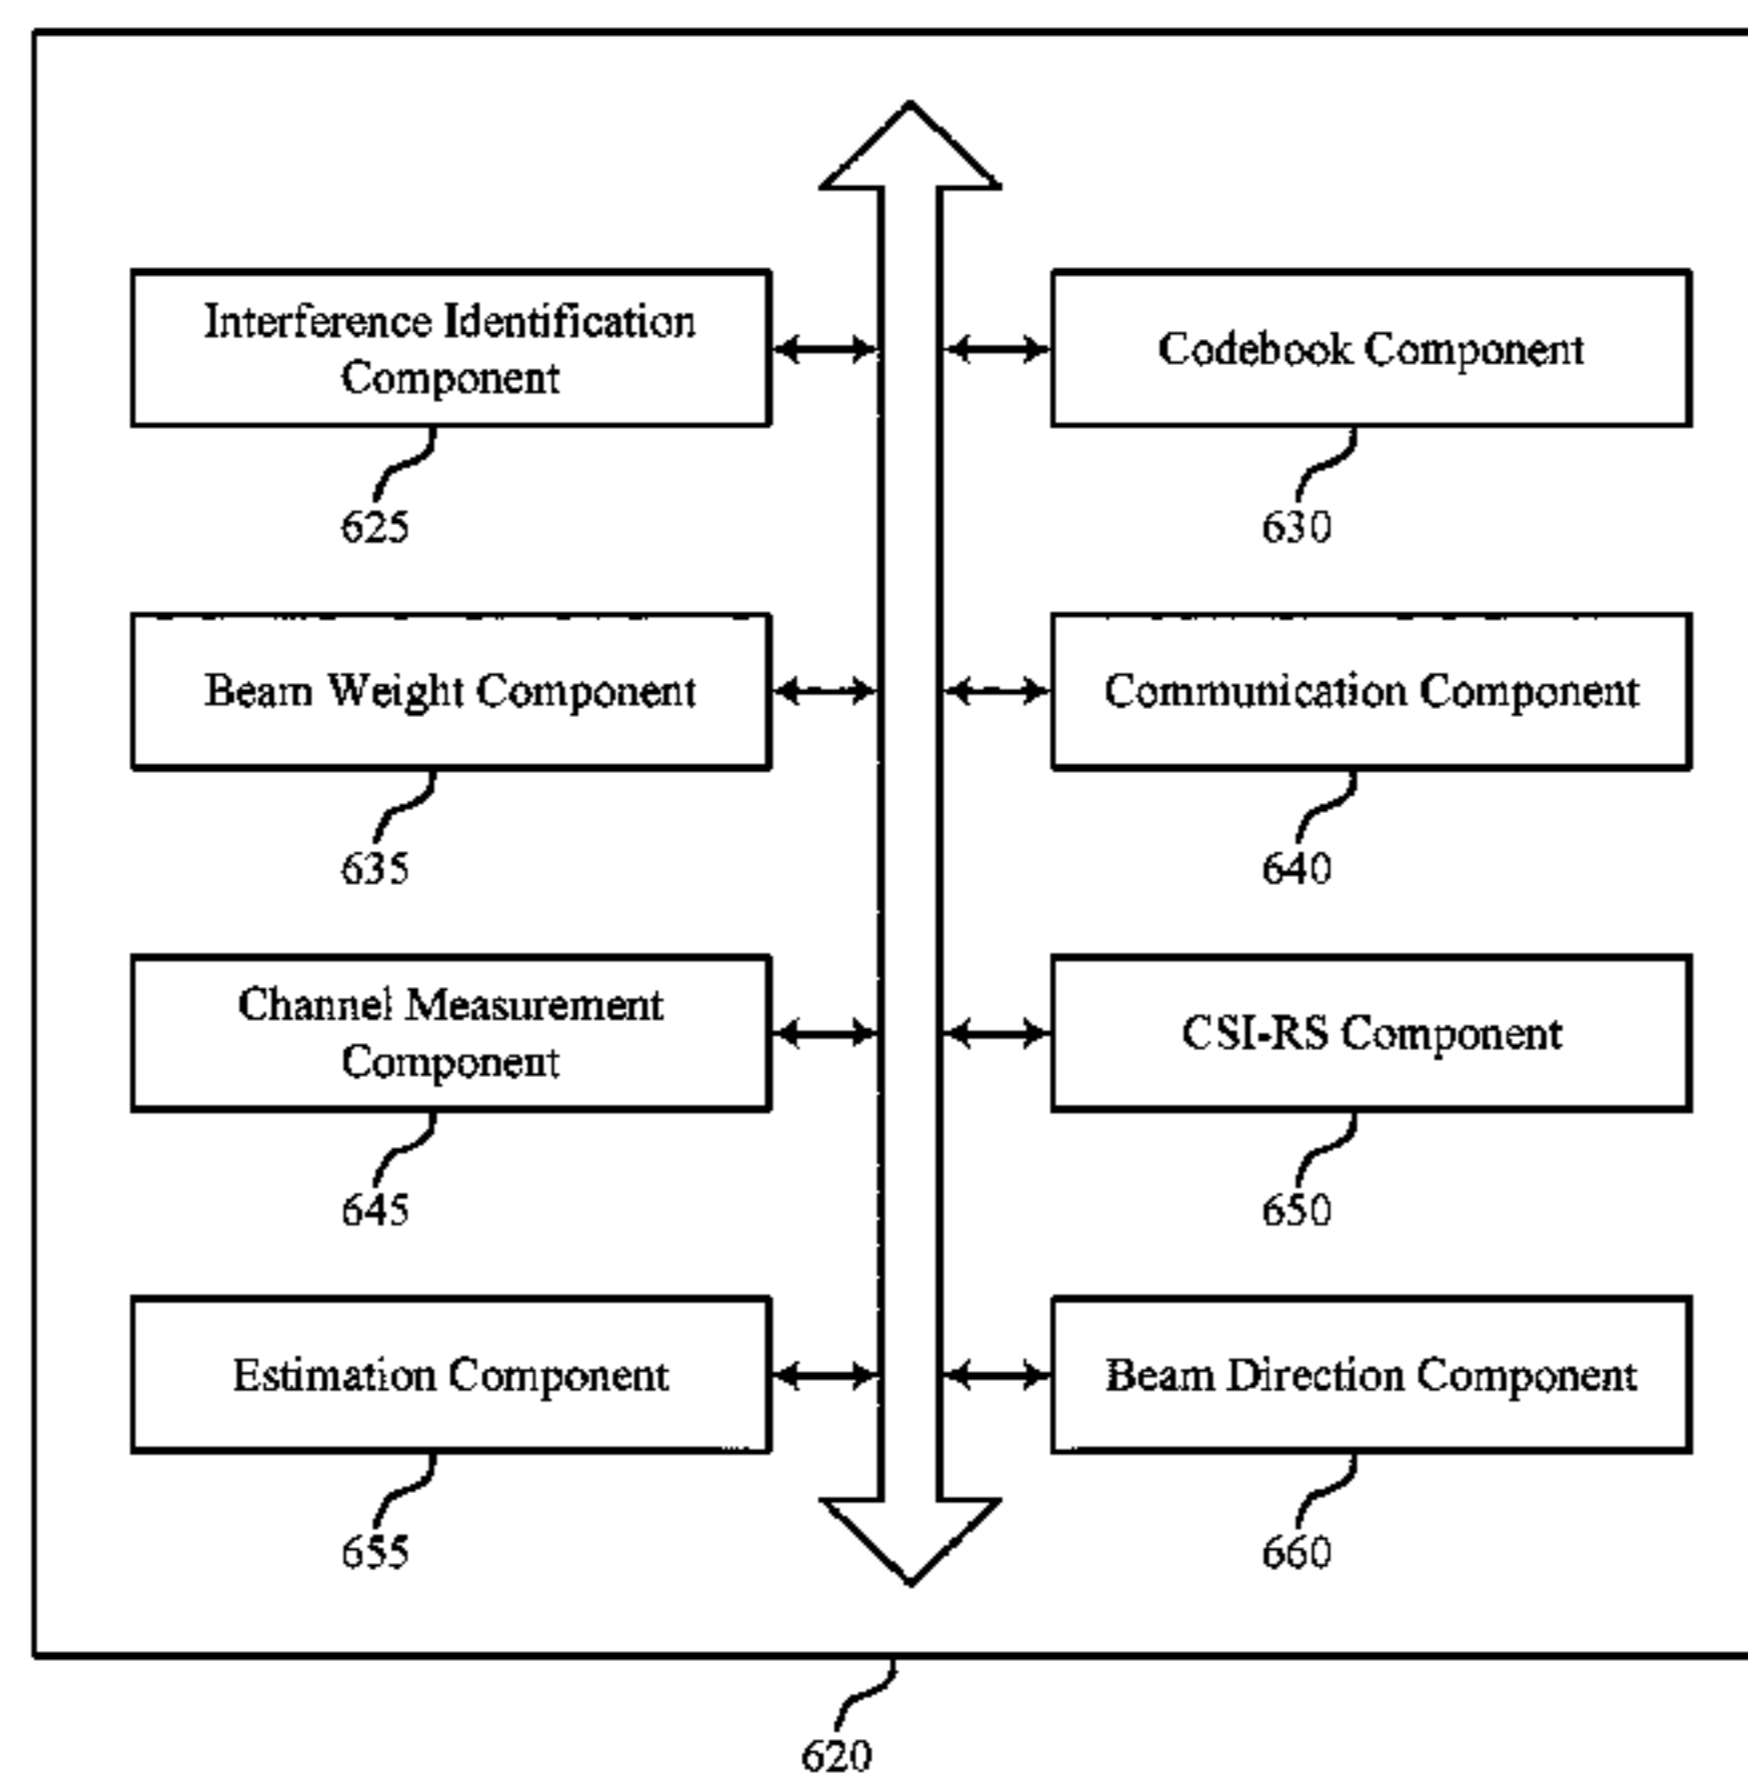 Interference Identification
Component
625
Codebook Component
630
Beam Weight Component
635
Communication Component
640
Channel Measurement
Component
645
CSI-RS Component
650
Estimation Component
655
Beam Direction Component
660
620